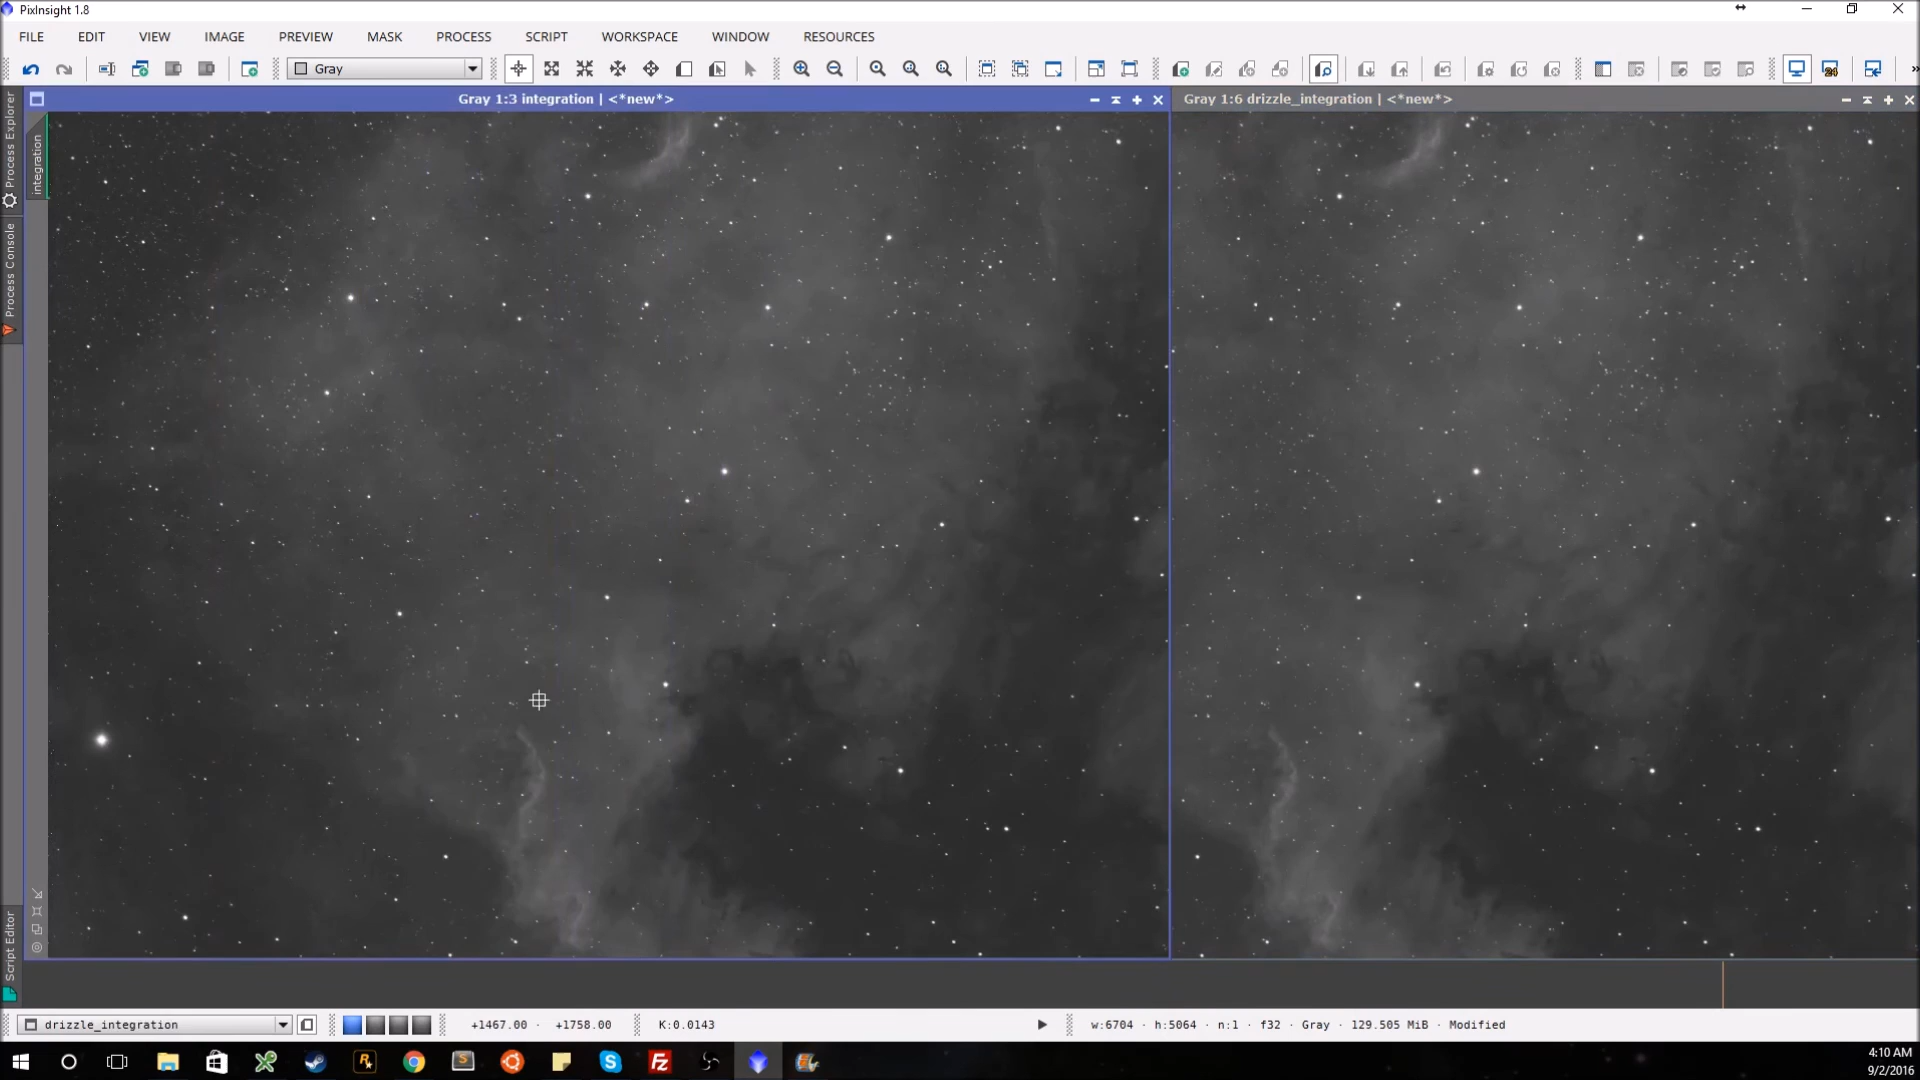 PixInsight 1.8
FILE EDIT VIEW IMAGE PREVIEW MASK PROCESS SCRIPT WORKSPACE WINDOW RESOURCES
Gray
24
Gray 1:3 integration | <*new*>
Gray 1:6 drizzle_integration | <*new*>
Process Explorer
integration
Process Console
Script Editor
drizzle_integration
+1467.00 · +1758.00
K:0.0143
w:6704 · h:5064 · n:1 · f32 · Gray · 129.505 MiB · Modified
4:10 AM
9/2/2016